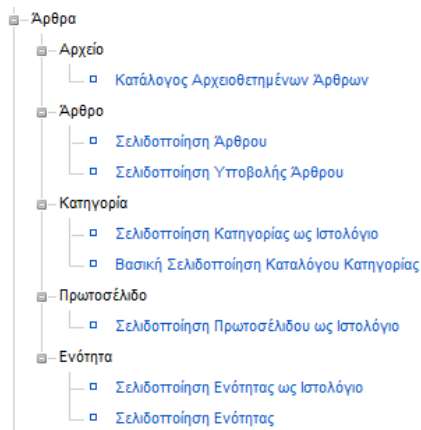 Άρθρα
Αρχείο
Κατάλογος Αρχειοθετημένων Άρθρων
Άρθρο
Σελιδοποίηση Άρθρου
Σελιδοποίηση Υποβολής Άρθρου
Κατηγορία
Σελιδοποίηση Κατηγορίας ως Ιστολόγιο
Βασική Σελιδοποίηση Καταλόγου Κατηγορίας
Πρωτοσέλιδο
Σελιδοποίηση Πρωτοσέλιδου ως Ιστολόγιο
Ενότητα
Σελιδοποίηση Ενότητας ως Ιστολόγιο
Σελιδοποίηση Ενότητας